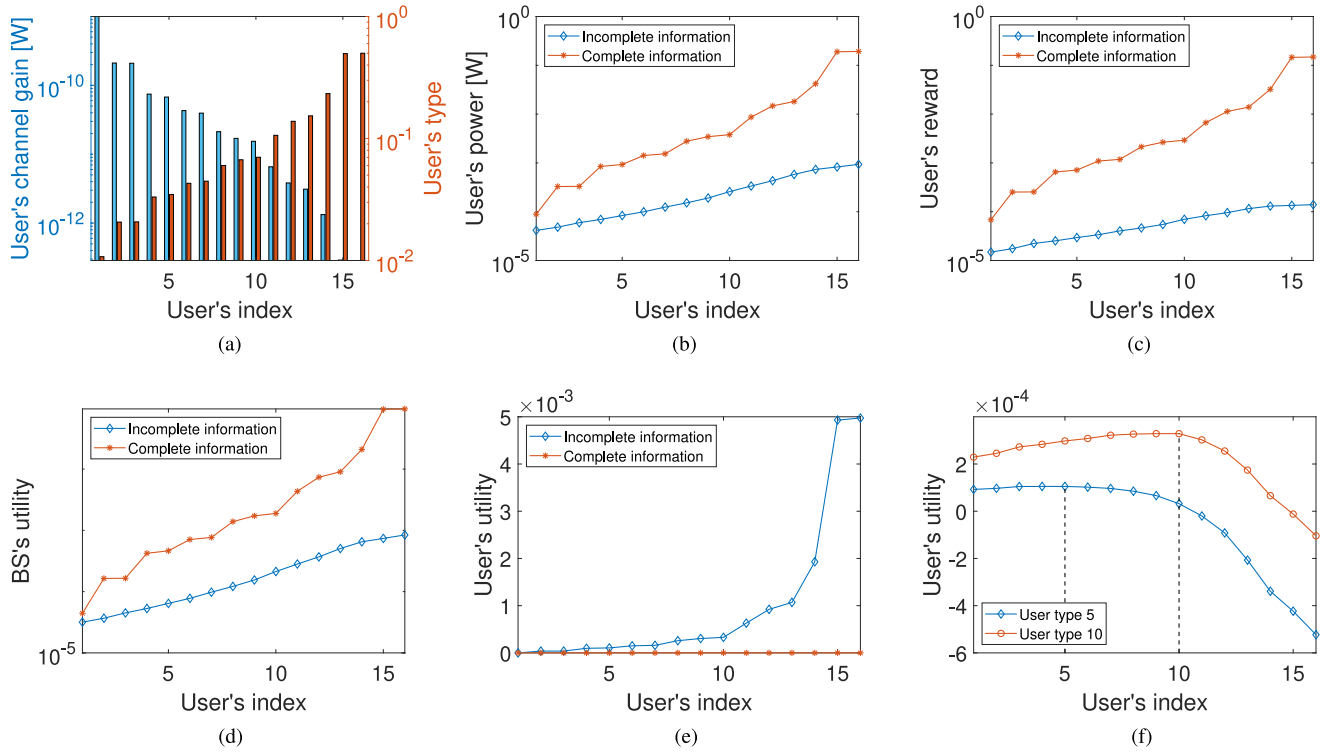 User's channel gain [W]
10^-10
10^-12
10^0
10^-1
10^-2
User's type
5
10
15
User's index
(a)
User's power [W]
10^0
10^-5
Incomplete information
Complete information
5
10
15
User's index
(b)
User's reward
10^0
10^-5
Incomplete information
Complete information
5
10
15
User's index
(c)
BS's utility
10^-5
Incomplete information
Complete information
5
10
15
User's index
(d)
×10^-3
User's utility
5
4
3
2
1
0
Incomplete information
Complete information
5
10
15
User's index
(e)
×10^-4
User's utility
2
0
-2
-4
-6
User type 5
User type 10
5
10
15
User's index
(f)